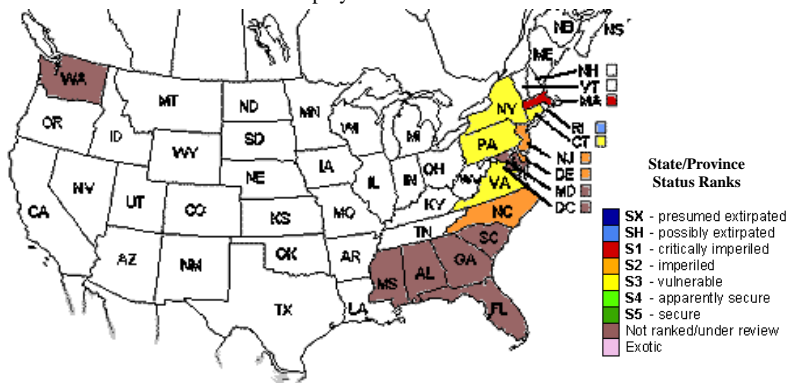 NB
NS
ME
WA
NH
VT
MA
MT
ND
MN
OR
NY
RI
ID
WI
MI
CT
SD
PA
WY
NJ
IA
OH
DE
NE
NV
IL
IN
WV
VA
MD
UT
CO
KY
DC
CA
KS
MO
NC
TN
OK
SC
AR
AZ
NM
GA
AL
MS
TX
LA
FL
State/Province
Status Ranks
SX - presumed extirpated
SH - possibly extirpated
S1 - critically imperiled
S2 - imperiled
S3 - vulnerable
S4 - apparently secure
S5 - secure
Not ranked/under review
Exotic